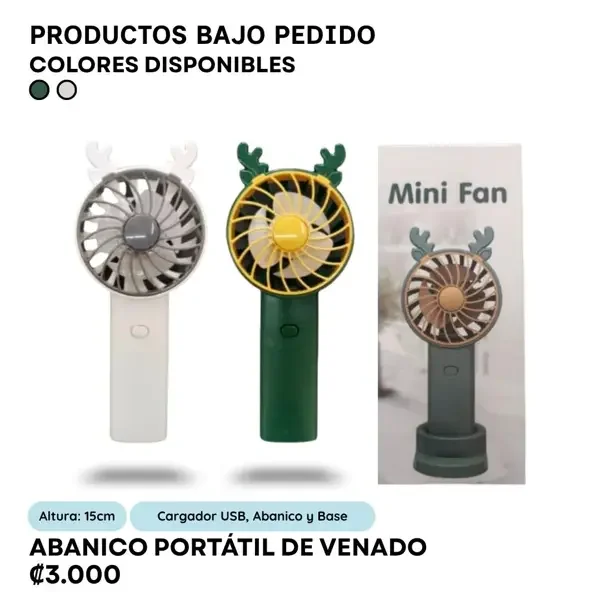 PRODUCTOS BAJO PEDIDO
COLORES DISPONIBLES
Mini Fan
Altura: 15cm
Cargador USB, Abanico y Base
ABANICO PORTÁTIL DE VENADO
₡3.000